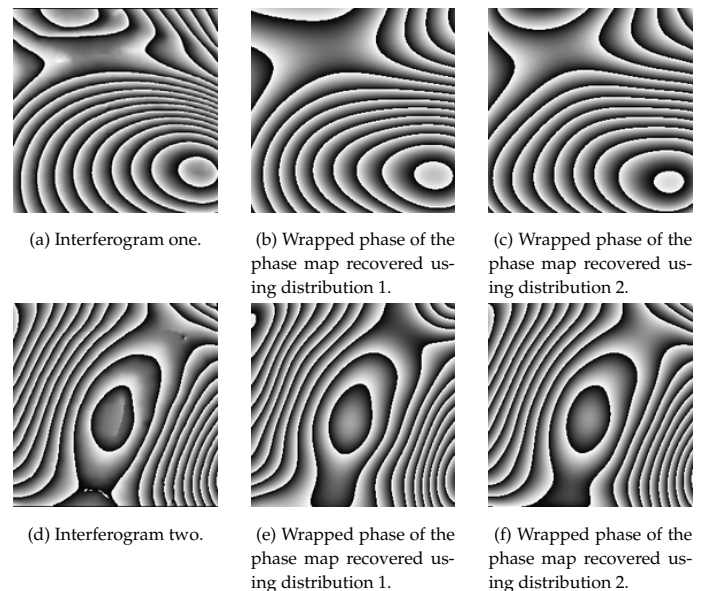 (a) Interferogram one.
(b) Wrapped phase of the
phase map recovered us-
ing distribution 1.
(c) Wrapped phase of the
phase map recovered us-
ing distribution 2.
(d) Interferogram two.
(e) Wrapped phase of the
phase map recovered us-
ing distribution 1.
(f) Wrapped phase of the
phase map recovered us-
ing distribution 2.